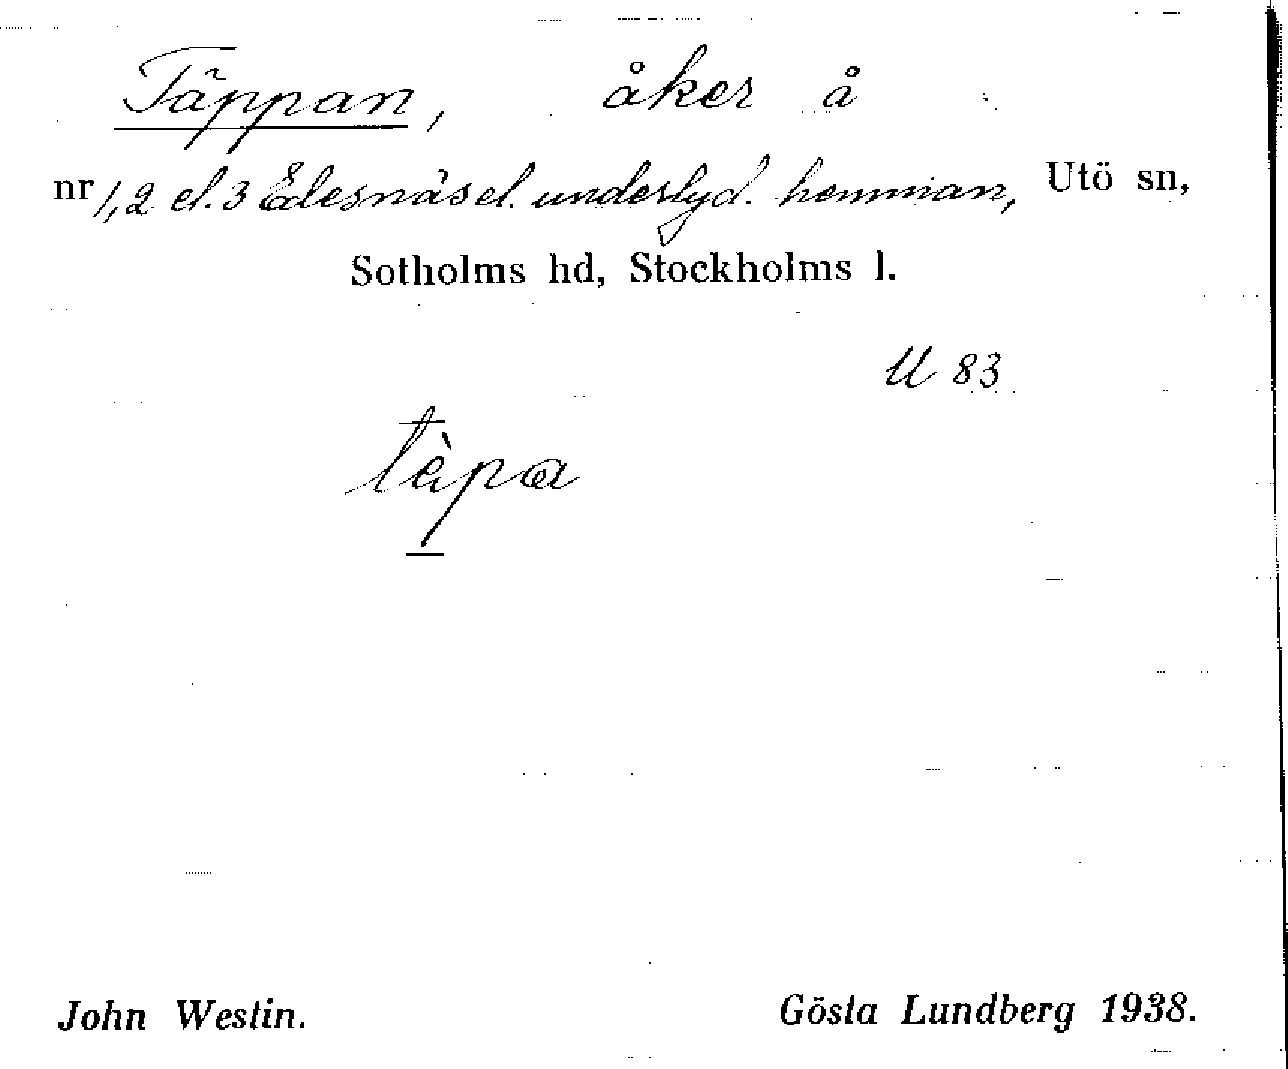 Täppan, åker å
nr 1, 2 el. 3 Edesnäs el. underlyd. hemman, Utö sn,
Sotholms hd, Stockholms l.
U 83
tèpa
John Westin. Gösta Lundberg 1938.